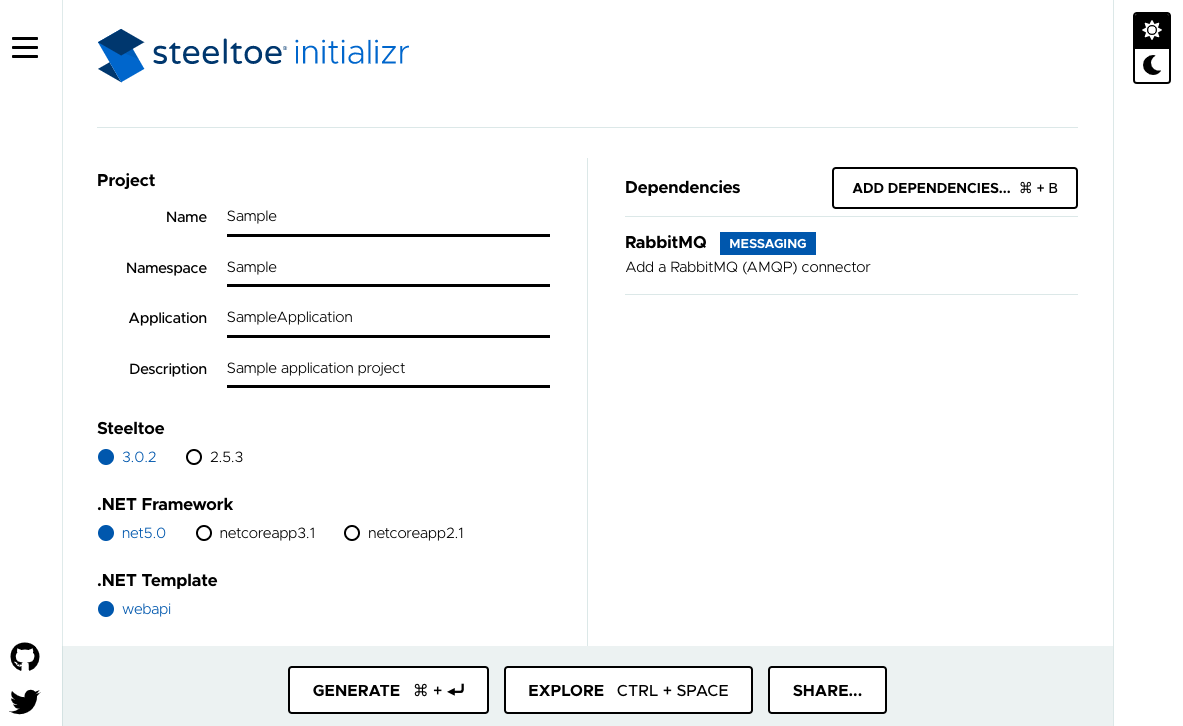 steeltoe® initializr
Project
Name Sample
Namespace Sample
Application SampleApplication
Description Sample application project
Steeltoe
3.0.2 2.5.3
.NET Framework
net5.0 netcoreapp3.1 netcoreapp2.1
.NET Template
webapi
Dependencies
ADD DEPENDENCIES... ⌘ + B
RabbitMQ MESSAGING
Add a RabbitMQ (AMQP) connector
GENERATE ⌘ + ⏎ EXPLORE CTRL + SPACE SHARE...